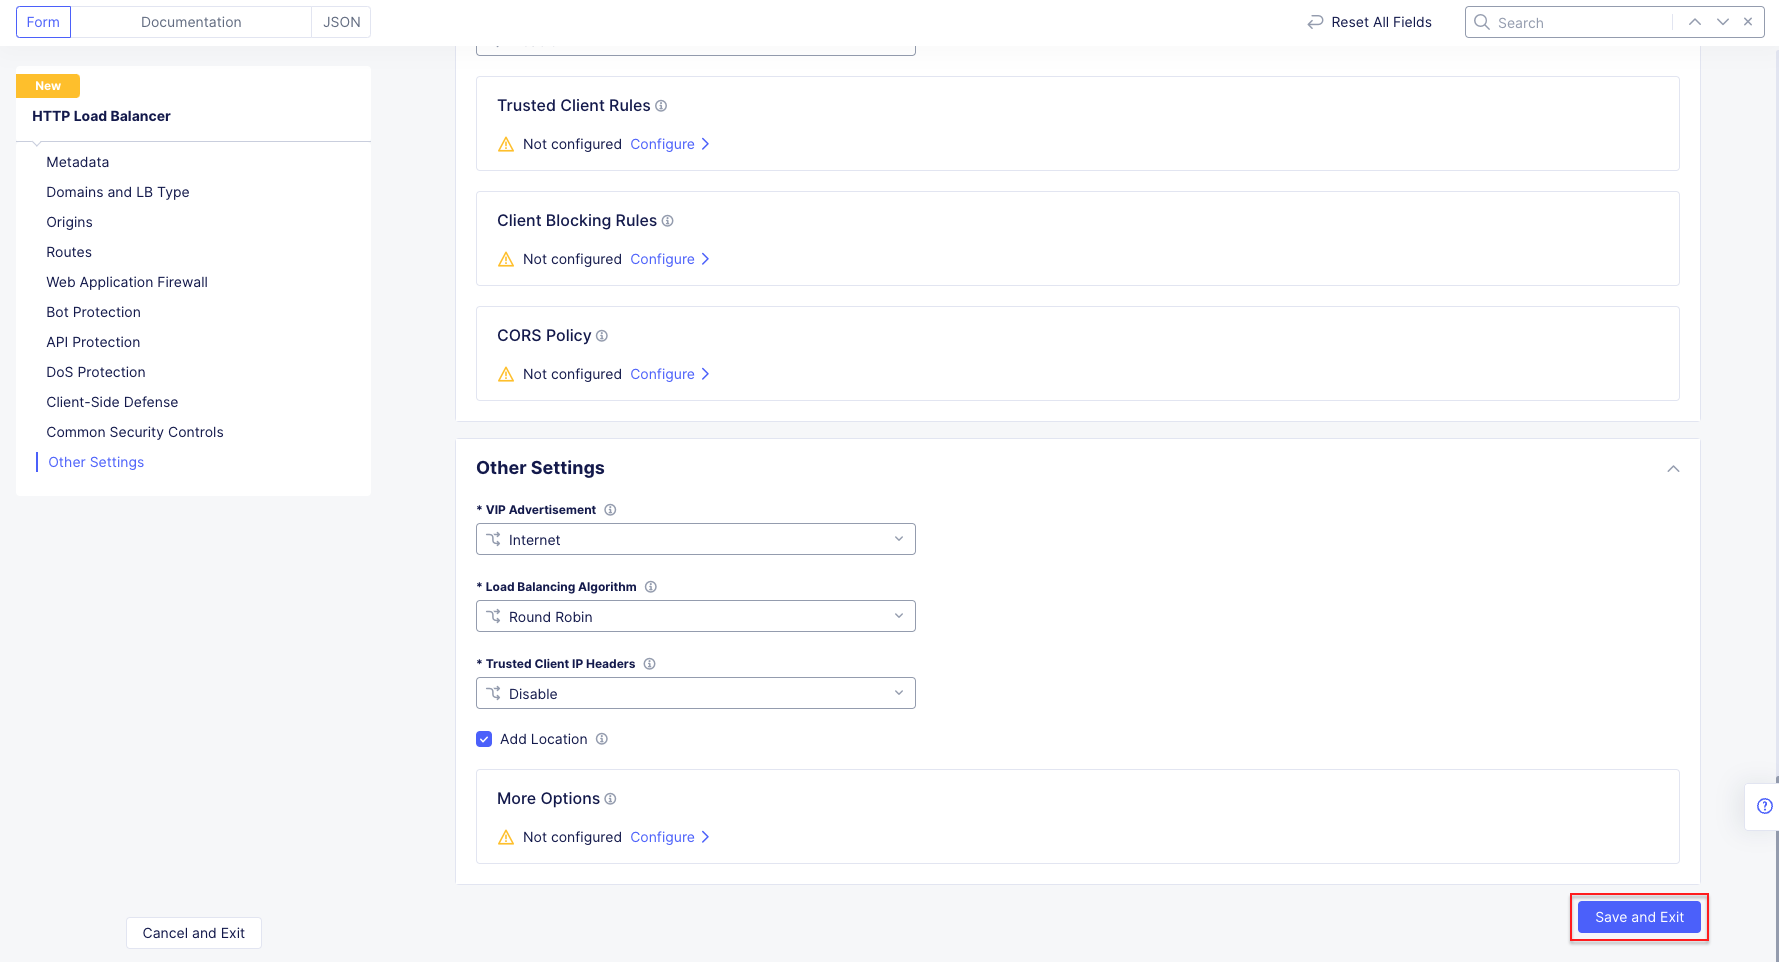 Form
Documentation
JSON
Reset All Fields
Search
New
HTTP Load Balancer
Metadata
Domains and LB Type
Origins
Routes
Web Application Firewall
Bot Protection
API Protection
DoS Protection
Client-Side Defense
Common Security Controls
Other Settings
Trusted Client Rules
Not configured Configure
Client Blocking Rules
Not configured Configure
CORS Policy
Not configured Configure
Other Settings
* VIP Advertisement
Internet
* Load Balancing Algorithm
Round Robin
* Trusted Client IP Headers
Disable
Add Location
More Options
Not configured Configure
Cancel and Exit
Save and Exit